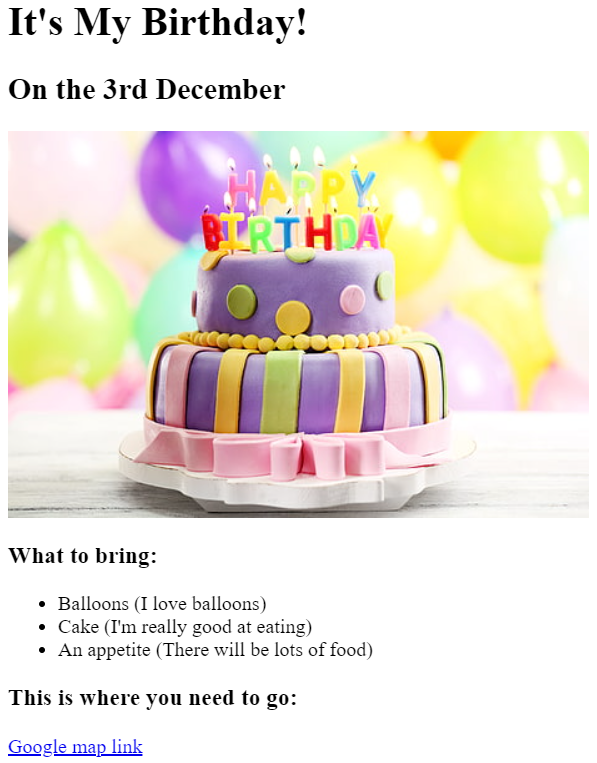 It's My Birthday!
On the 3rd December
HAPPY
BIRTHDAY
What to bring:
Balloons (I love balloons)
Cake (I'm really good at eating)
An appetite (There will be lots of food)
This is where you need to go:
Google map link